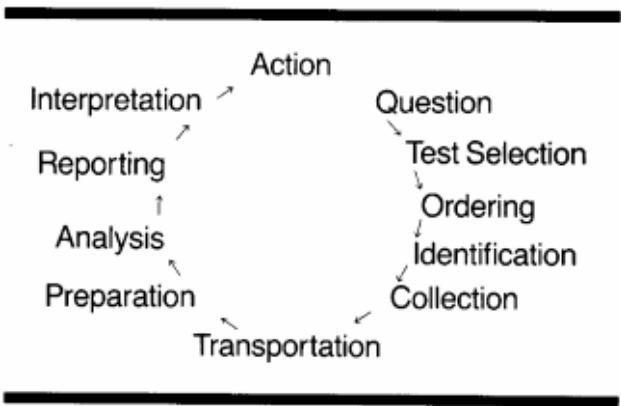 Action
Question
Test Selection
Ordering
Identification
Collection
Transportation
Preparation
Analysis
Reporting
Interpretation